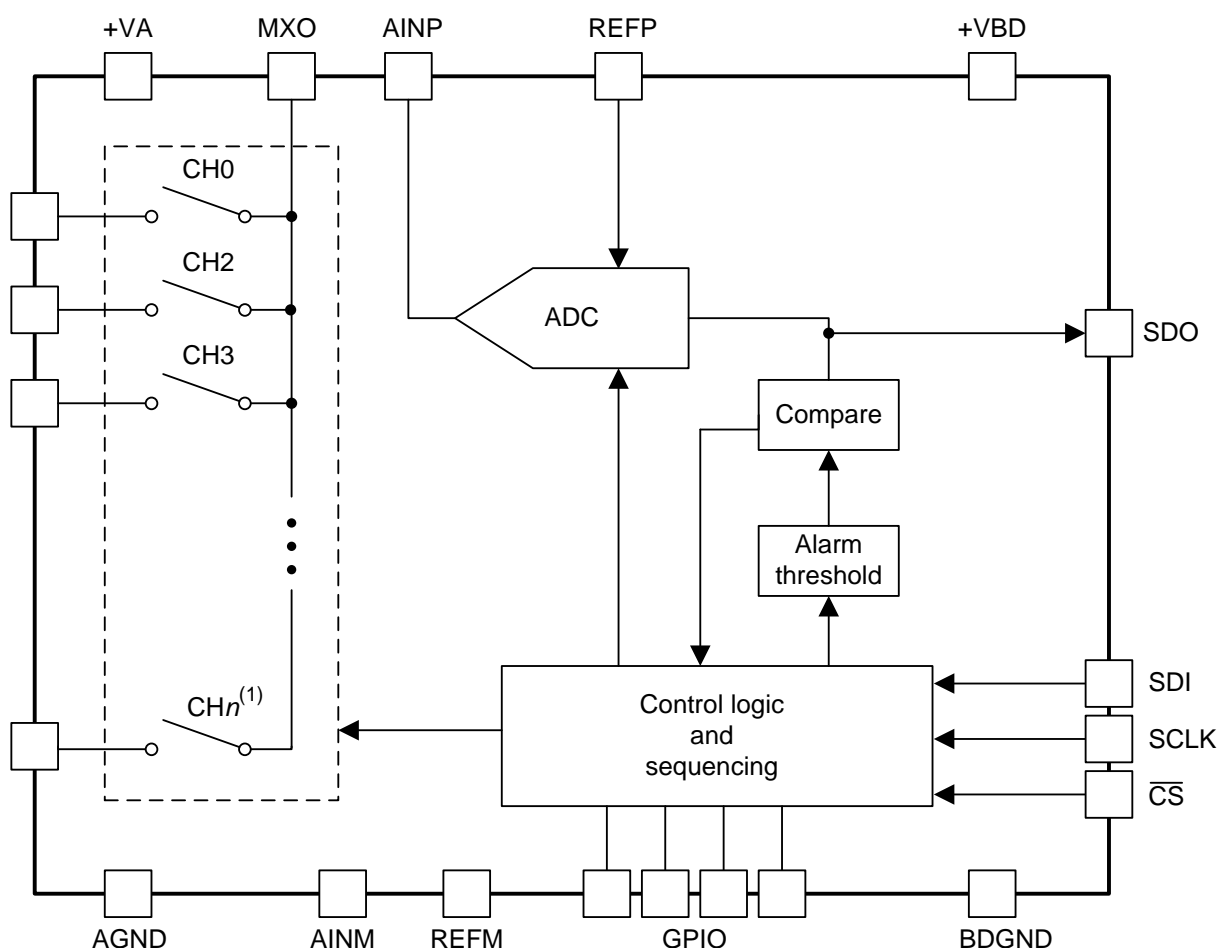 +VA
MXO
AINP
REFP
+VBD
CH0
CH2
CH3
ADC
SDO
Compare
Alarm
threshold
CHn(1)
Control logic
and
sequencing
SDI
SCLK
C̅S̅
AGND
AINM
REFM
GPIO
BDGND